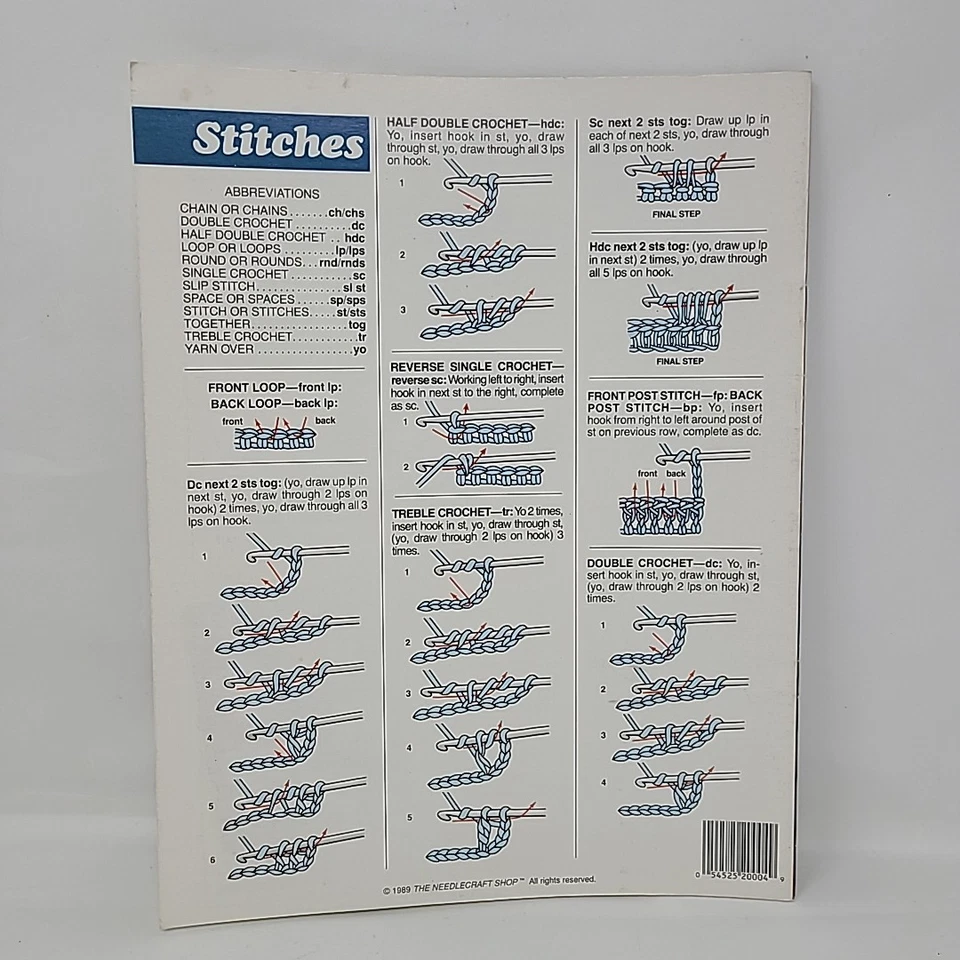 Stitches
ABBREVIATIONS
CHAIN OR CHAINS.......ch/chs
DOUBLE CROCHET..........dc
HALF DOUBLE CROCHET .. hdc
LOOP OR LOOPS .........lp/lps
ROUND OR ROUNDS...rnd/rnds
SINGLE CROCHET............sc
SLIP STITCH................sl st
SPACE OR SPACES ......sp/sps
STITCH OR STITCHES.....st/sts
TOGETHER..................tog
TREBLE CROCHET............tr
YARN OVER .................yo
FRONT LOOP—front lp:
BACK LOOP—back lp:
front back
Dc next 2 sts tog: (yo, draw up lp in
next st, yo, draw through 2 lps on
hook) 2 times, yo, draw through all 3
lps on hook.
1
2
3
4
5
6
HALF DOUBLE CROCHET—hdc:
Yo, insert hook in st, yo, draw
through st, yo, draw through all 3 lps
on hook.
1
2
3
REVERSE SINGLE CROCHET—
reverse sc: Working left to right, insert
hook in next st to the right, complete
as sc.
1
2
TREBLE CROCHET—tr: Yo 2 times,
insert hook in st, yo, draw through st,
(yo, draw through 2 lps on hook) 3
times.
1
2
3
4
5
Sc next 2 sts tog: Draw up lp in
each of next 2 sts, yo, draw through
all 3 lps on hook.
FINAL STEP
Hdc next 2 sts tog: (yo, draw up lp
in next st) 2 times, yo, draw through
all 5 lps on hook.
FINAL STEP
FRONT POST STITCH—fp: BACK
POST STITCH—bp: Yo, insert
hook from right to left around post of
st on previous row, complete as dc.
front back
DOUBLE CROCHET—dc: Yo, in-
sert hook in st, yo, draw through st,
(yo, draw through 2 lps on hook) 2
times.
1
2
3
4
0 54525 20004 9
© 1989 THE NEEDLECRAFT SHOP™ All rights reserved.